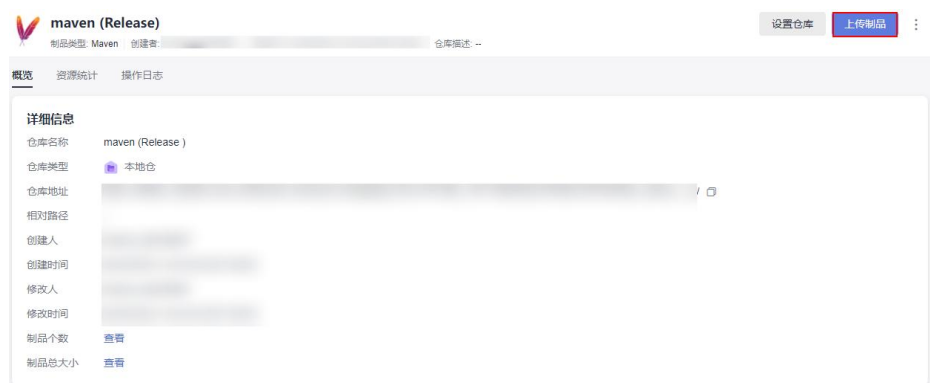 maven (Release)
设置仓库
上传制品
制品类型: Maven 创建者: 仓库描述: --
概览 资源统计 操作日志
详细信息
仓库名称 maven (Release )
仓库类型 本地仓
仓库地址 /
相对路径
创建人
创建时间
修改人
修改时间
制品个数 查看
制品总大小 查看